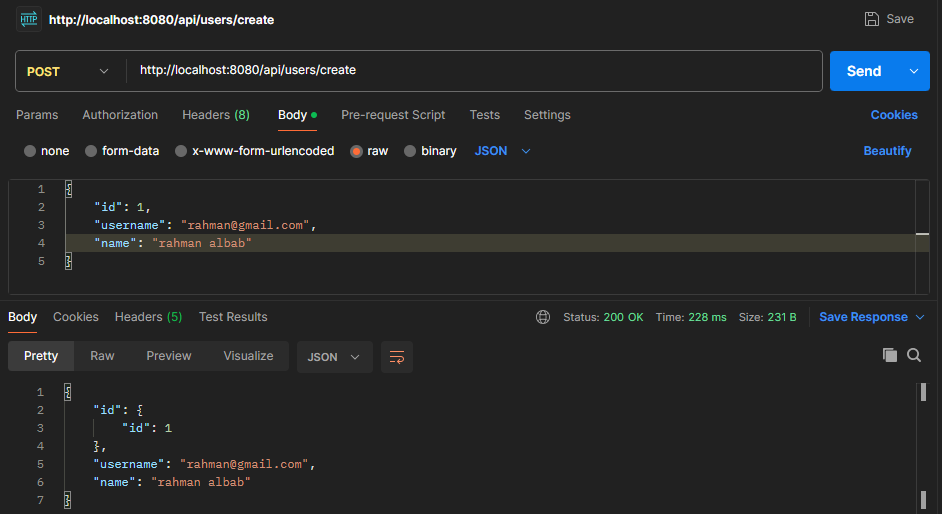 HTTP http://localhost:8080/api/users/create Save
POST http://localhost:8080/api/users/create Send
Params Authorization Headers (8) Body Pre-request Script Tests Settings Cookies
none form-data x-www-form-urlencoded raw binary JSON Beautify
1 {
2 "id": 1,
3 "username": "rahman@gmail.com",
4 "name": "rahman albab"
5 }
Body Cookies Headers (5) Test Results Status: 200 OK Time: 228 ms Size: 231 B Save Response
Pretty Raw Preview Visualize JSON
1 {
2 "id": {
3 "id": 1
4 },
5 "username": "rahman@gmail.com",
6 "name": "rahman albab"
7 }